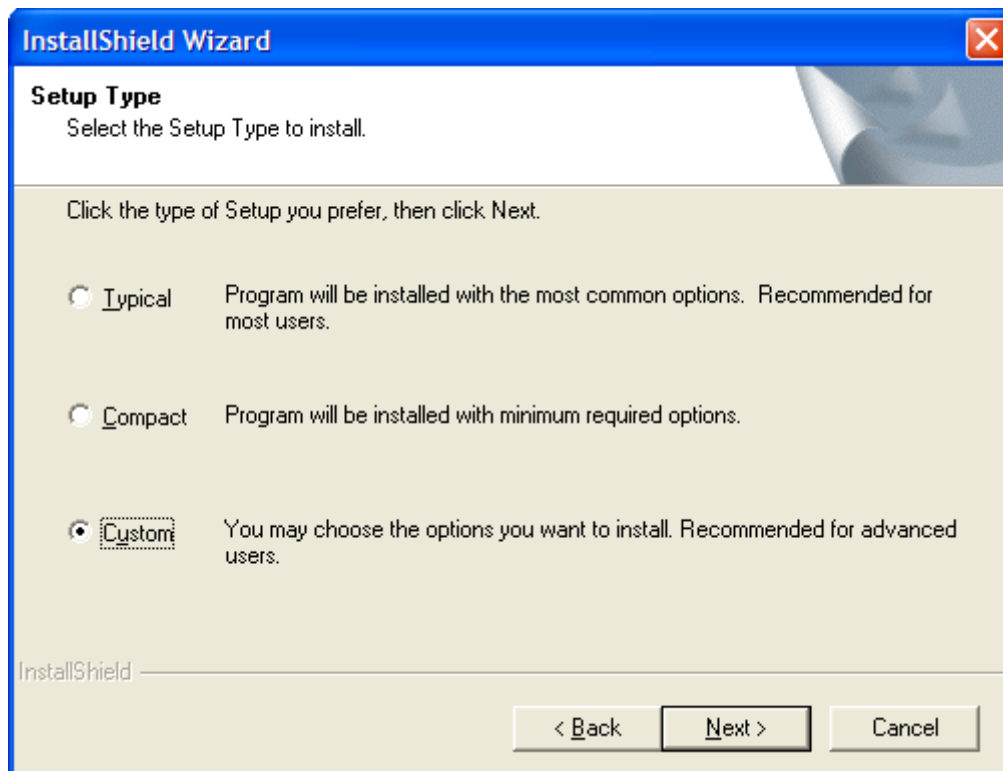 InstallShield Wizard
Setup Type
Select the Setup Type to install.
Click the type of Setup you prefer, then click Next.
Typical
Program will be installed with the most common options.  Recommended for
most users.
Compact
Program will be installed with minimum required options.
Custom
You may choose the options you want to install. Recommended for advanced
users.
InstallShield
< Back
Next >
Cancel